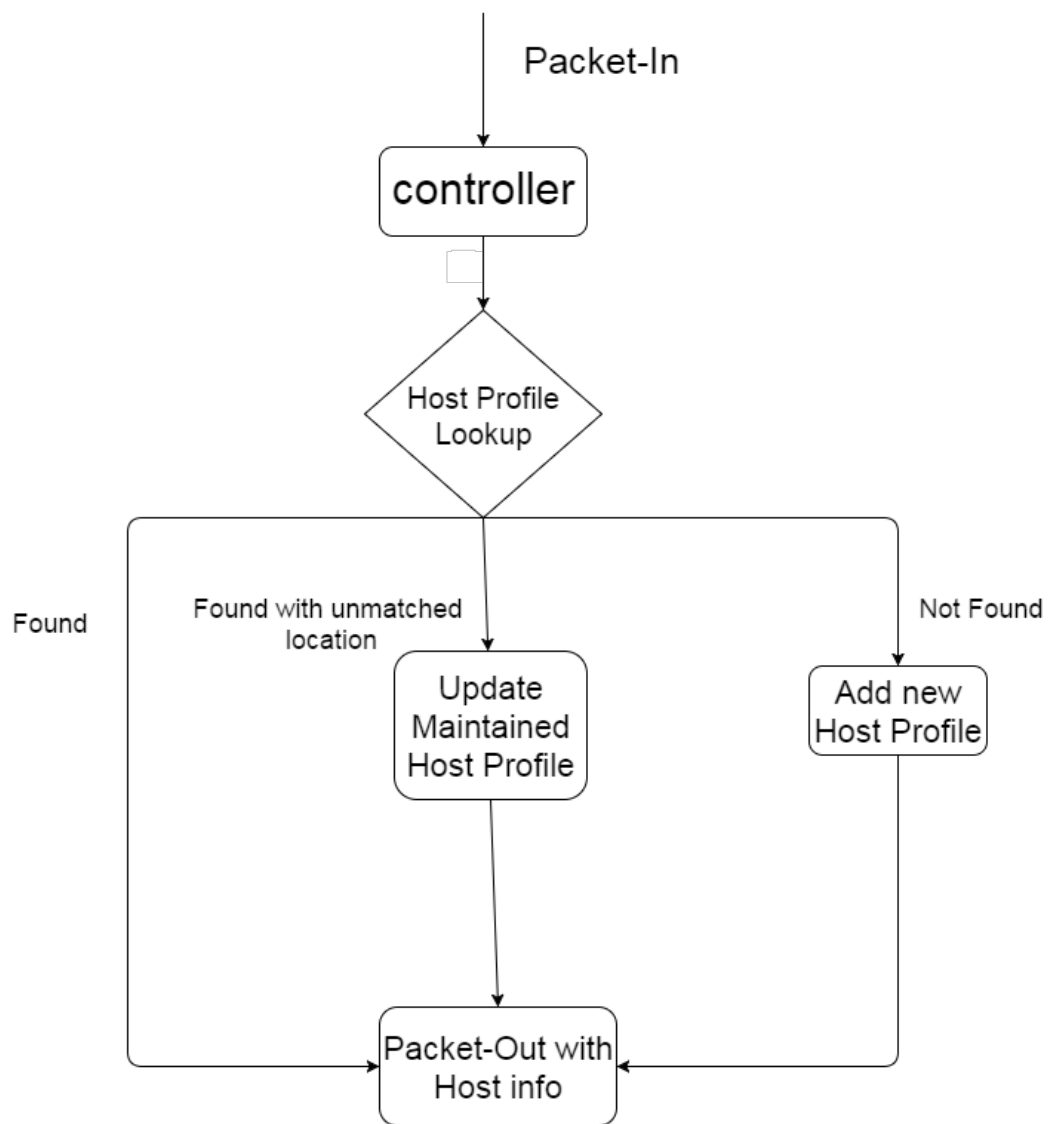 Packet-In
controller
Host Profile
Lookup
Found
Found with unmatched
location
Not Found
Update
Maintained
Host Profile
Add new
Host Profile
Packet-Out with
Host info